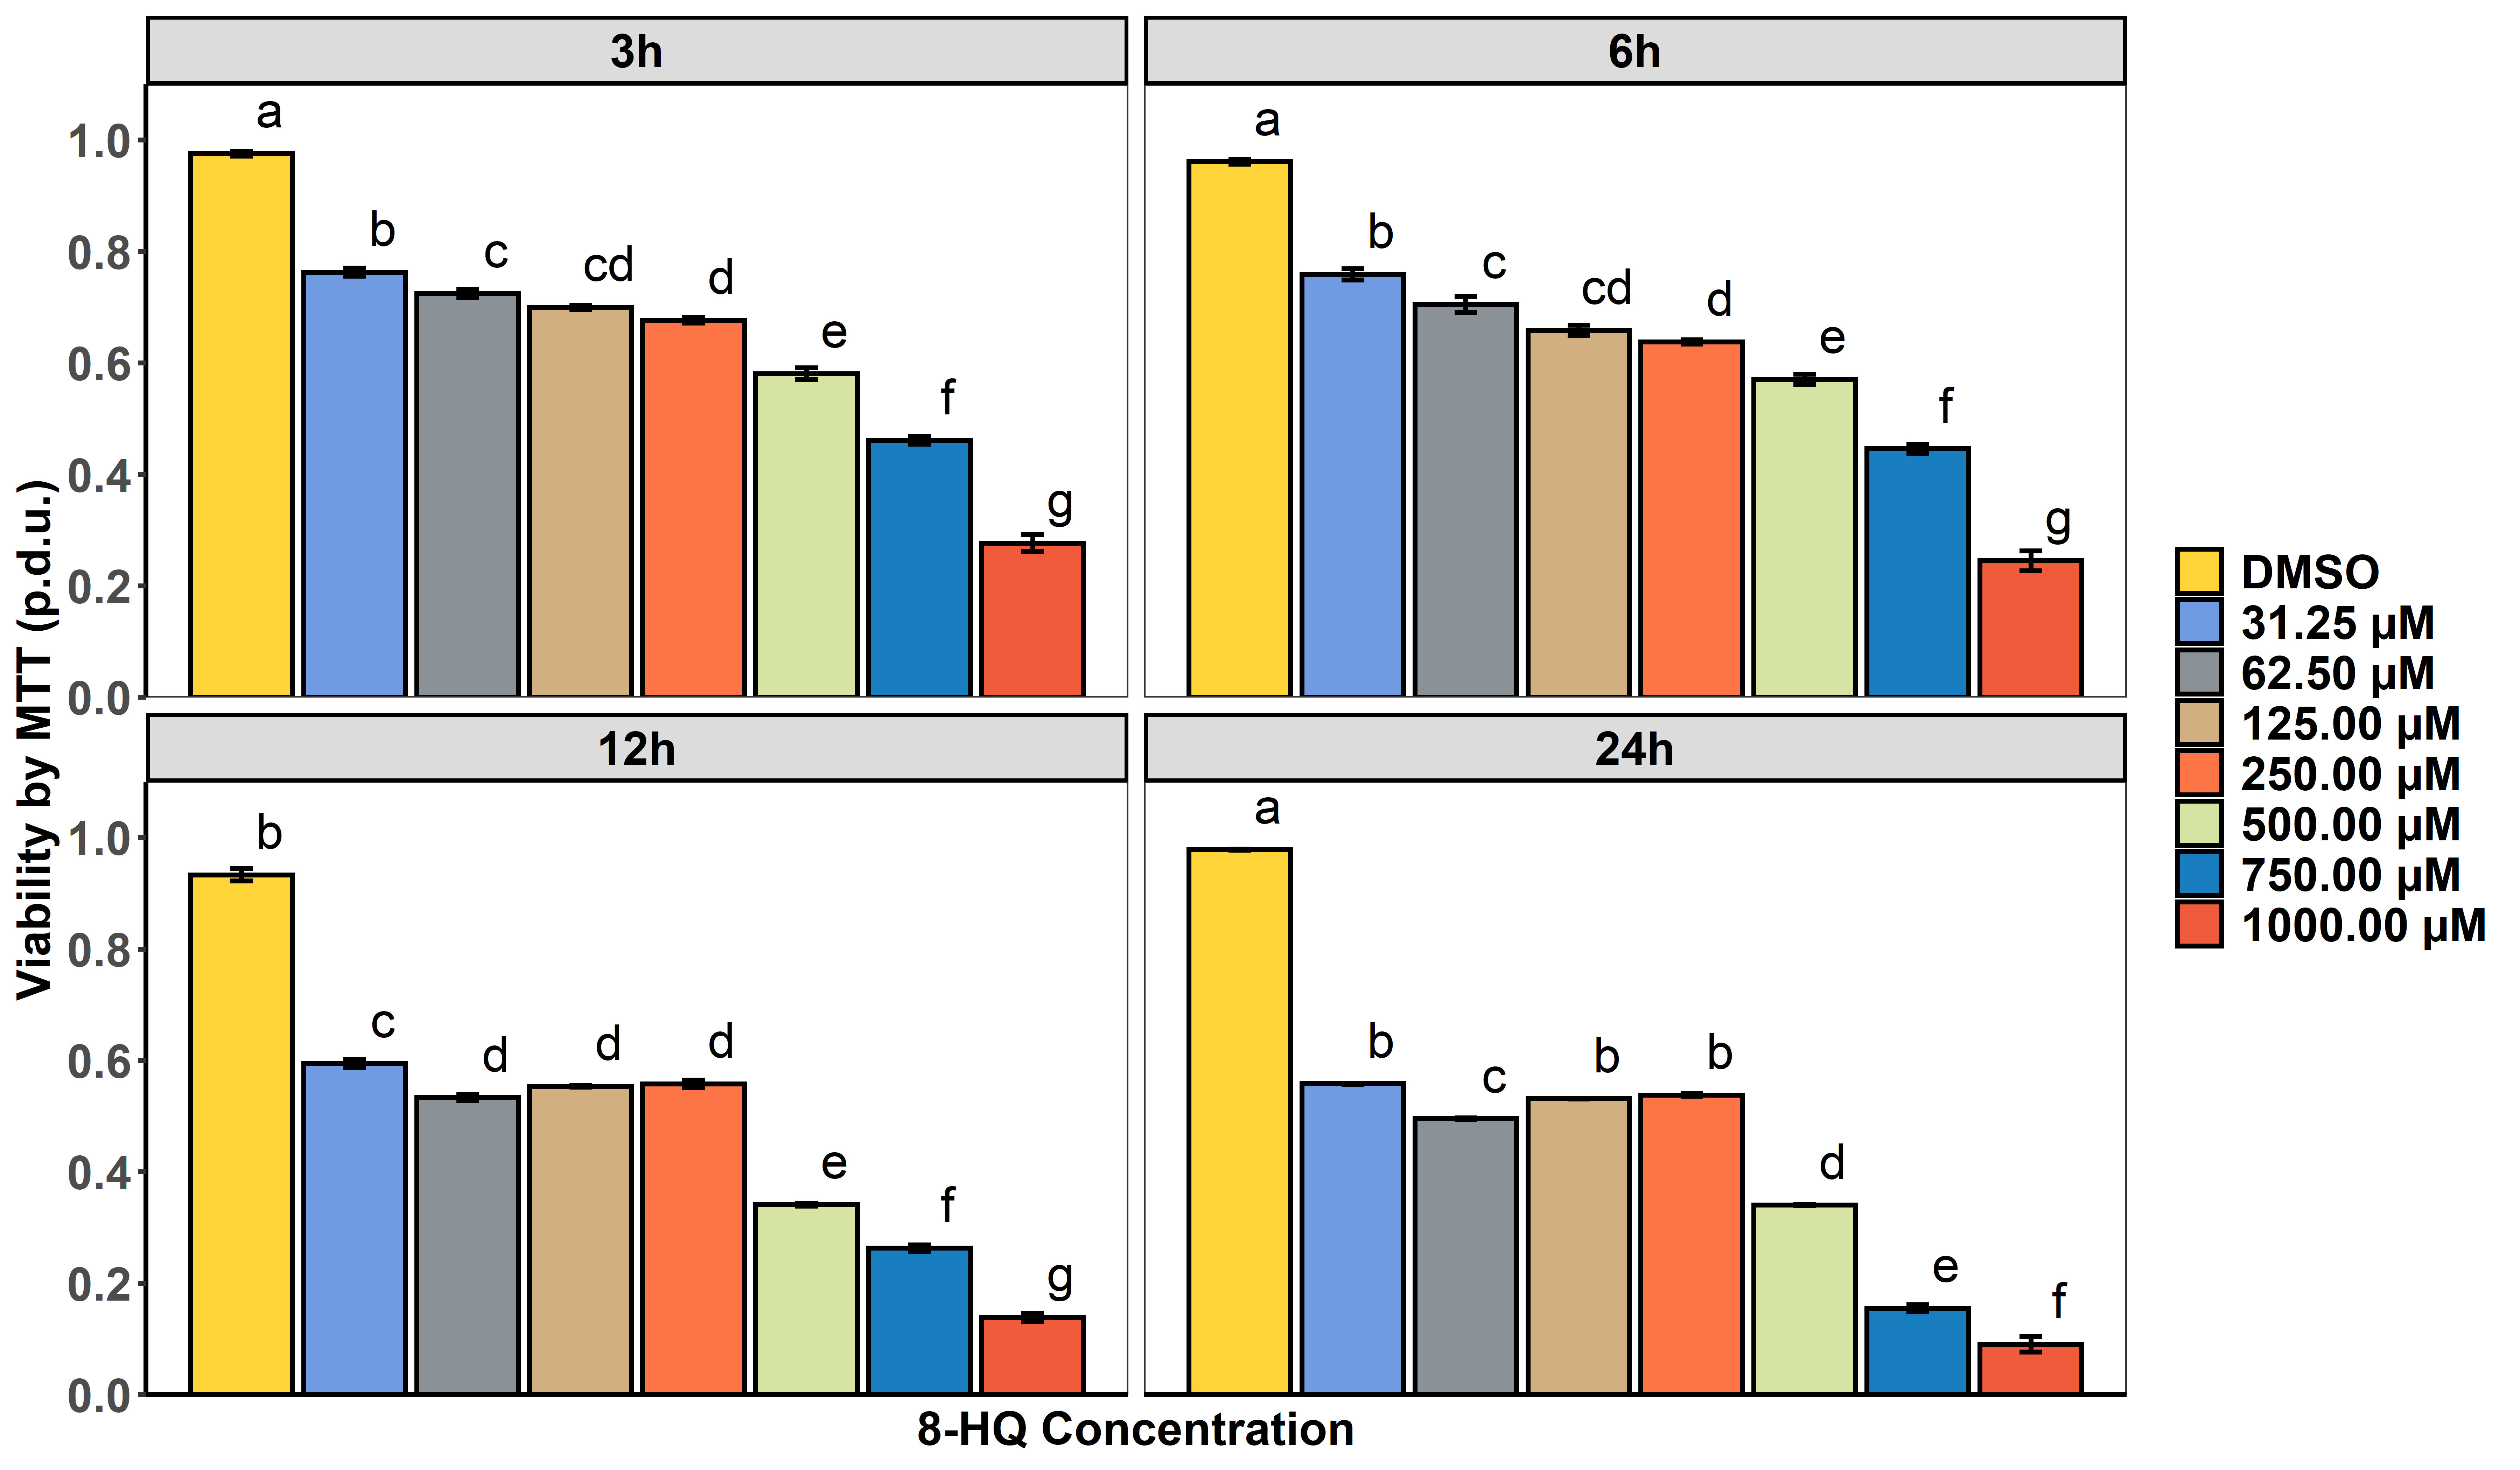 3h
6h
a
b
c
cd
d
e
f
g
a
b
c
cd
d
e
f
g
1.0
0.8
0.6
0.4
0.2
0.0
Viability by MTT (p.d.u.)
12h
24h
b
c
d
d
d
e
f
g
a
b
c
b
b
d
e
f
1.0
0.8
0.6
0.4
0.2
0.0
8-HQ Concentration
DMSO
31.25 µM
62.50 µM
125.00 µM
250.00 µM
500.00 µM
750.00 µM
1000.00 µM